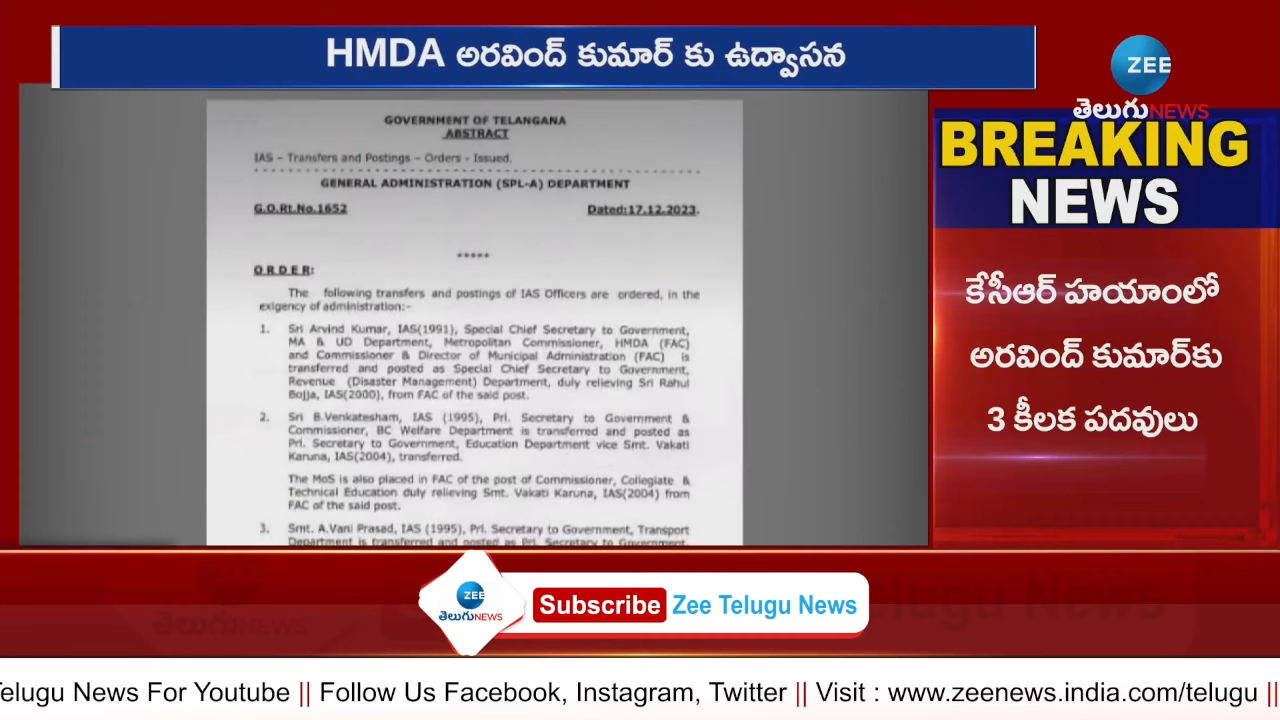 HMDA అరవింద్ కుమార్ కు ఉద్వాసన
ZEE
తెలుగుNEWS
BREAKING
NEWS
కేసీఆర్ హయాంలో
అరవింద్ కుమార్‌కు
3 కీలక పదవులు
GOVERNMENT OF TELANGANA
ABSTRACT
IAS – Transfers and Postings – Orders - Issued.
GENERAL ADMINISTRATION (SPL-A) DEPARTMENT
G.O.Rt.No.1652 Dated:17.12.2023.
*****
O R D E R:
The following transfers and postings of IAS Officers are ordered, in the
exigency of administration:-
1. Sri Arvind Kumar, IAS(1991), Special Chief Secretary to Government,
MA & UD Department, Metropolitan Commissioner, HMDA (FAC)
and Commissioner & Director of Municipal Administration (FAC) is
transferred and posted as Special Chief Secretary to Government,
Revenue (Disaster Management) Department, duly relieving Sri Rahul
Bojja, IAS(2000), from FAC of the said post.
2. Sri B.Venkatesham, IAS (1995), Prl. Secretary to Government &
Commissioner, BC Welfare Department is transferred and posted as
Prl. Secretary to Government, Education Department vice Smt. Vakati
Karuna, IAS(2004), transferred.
The MoS is also placed in FAC of the post of Commissioner, Collegiate &
Technical Education duly relieving Smt. Vakati Karuna, IAS(2004) from
FAC of the said post.
3. Smt. A.Vani Prasad, IAS (1995), Prl. Secretary to Government, Transport
Department is transferred and posted as Prl. Secretary to Government,
ZEE
తెలుగుNEWS
Subscribe Zee Telugu News
Telugu News For Youtube || Follow Us Facebook, Instagram, Twitter || Visit : www.zeenews.india.com/telugu ||